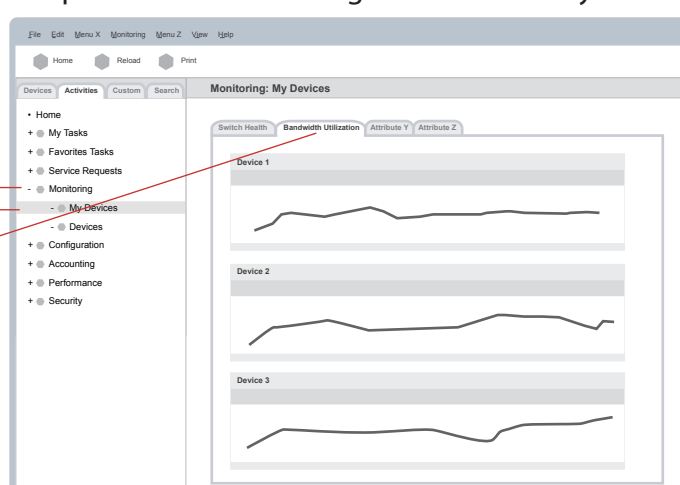 File Edit Menu X Monitoring Menu Z View Help
Home Reload Print
Devices Activities Custom Search
Monitoring: My Devices
• Home
+ My Tasks
+ Favorites Tasks
+ Service Requests
- Monitoring
- My Devices
- Devices
+ Configuration
+ Accounting
+ Performance
+ Security
Switch Health Bandwidth Utilization Attribute Y Attribute Z
Device 1
Device 2
Device 3